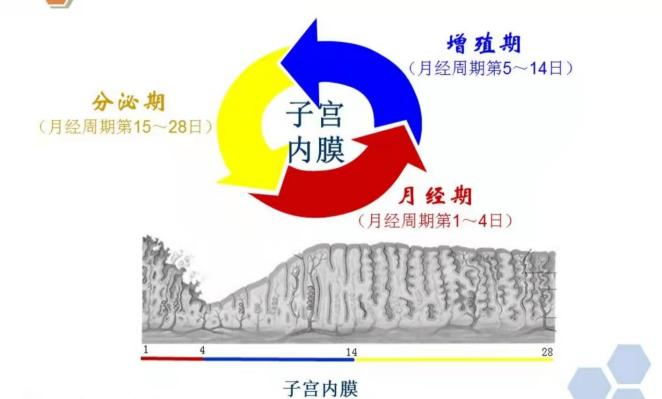 增殖期
（月经周期第5～14日）
分泌期
（月经周期第15～28日）
子宫
内膜
月经期
（月经周期第1～4日）
1 4 14 28
子宫内膜